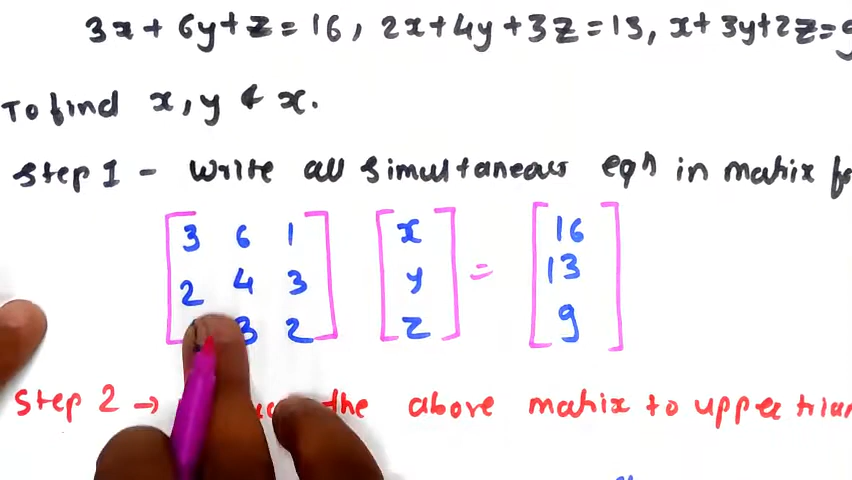 3x + 6y + z = 16, 2x + 4y + 3z = 13, x + 3y + 2z = 9
To find x, y & x.
Step 1 - Write all simultaneous eqn in matrix
3 6 1 x = 16
2 4 3 y 13
3 2 z 9
Step 2 → the above matrix to upper